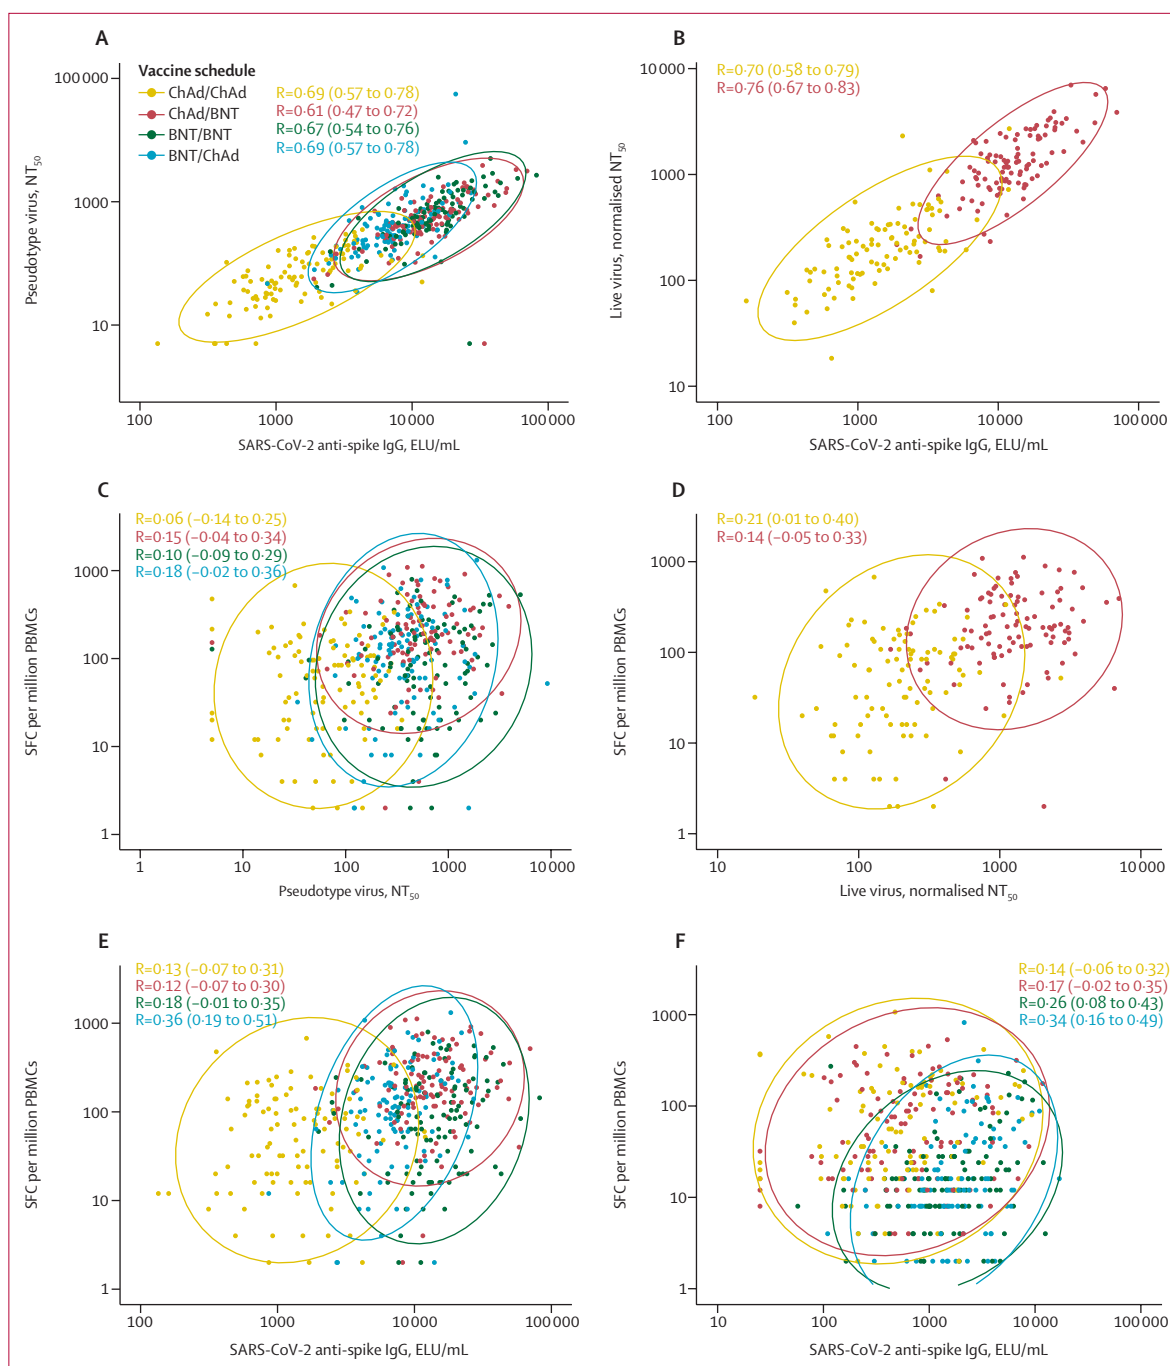 A
Vaccine schedule
ChAd/ChAd
ChAd/BNT
BNT/BNT
BNT/ChAd
R=0·69 (0·57 to 0·78)
R=0·61 (0·47 to 0·72)
R=0·67 (0·54 to 0·76)
R=0·69 (0·57 to 0·78)
100 000
1000
10
Pseudotype virus, NT50
100
1000
10 000
100 000
SARS-CoV-2 anti-spike IgG, ELU/mL
B
R=0·70 (0·58 to 0·79)
R=0·76 (0·67 to 0·83)
10 000
1000
100
10
Live virus, normalised NT50
100
1000
10 000
100 000
SARS-CoV-2 anti-spike IgG, ELU/mL
C
R=0·06 (−0·14 to 0·25)
R=0·15 (−0·04 to 0·34)
R=0·10 (−0·09 to 0·29)
R=0·18 (−0·02 to 0·36)
1000
100
10
1
SFC per million PBMCs
1
10
100
1000
10 000
Pseudotype virus, NT50
D
R=0·21 (0·01 to 0·40)
R=0·14 (−0·05 to 0·33)
1000
100
10
1
SFC per million PBMCs
10
100
1000
10 000
Live virus, normalised NT50
E
R=0·13 (−0·07 to 0·31)
R=0·12 (−0·07 to 0·30)
R=0·18 (−0·01 to 0·35)
R=0·36 (0·19 to 0·51)
1000
100
10
1
SFC per million PBMCs
100
1000
10 000
100 000
SARS-CoV-2 anti-spike IgG, ELU/mL
F
R=0·14 (−0·06 to 0·32)
R=0·17 (−0·02 to 0·35)
R=0·26 (0·08 to 0·43)
R=0·34 (0·16 to 0·49)
1000
100
10
1
SFC per million PBMCs
10
100
1000
10 000
100 000
SARS-CoV-2 anti-spike IgG, ELU/mL